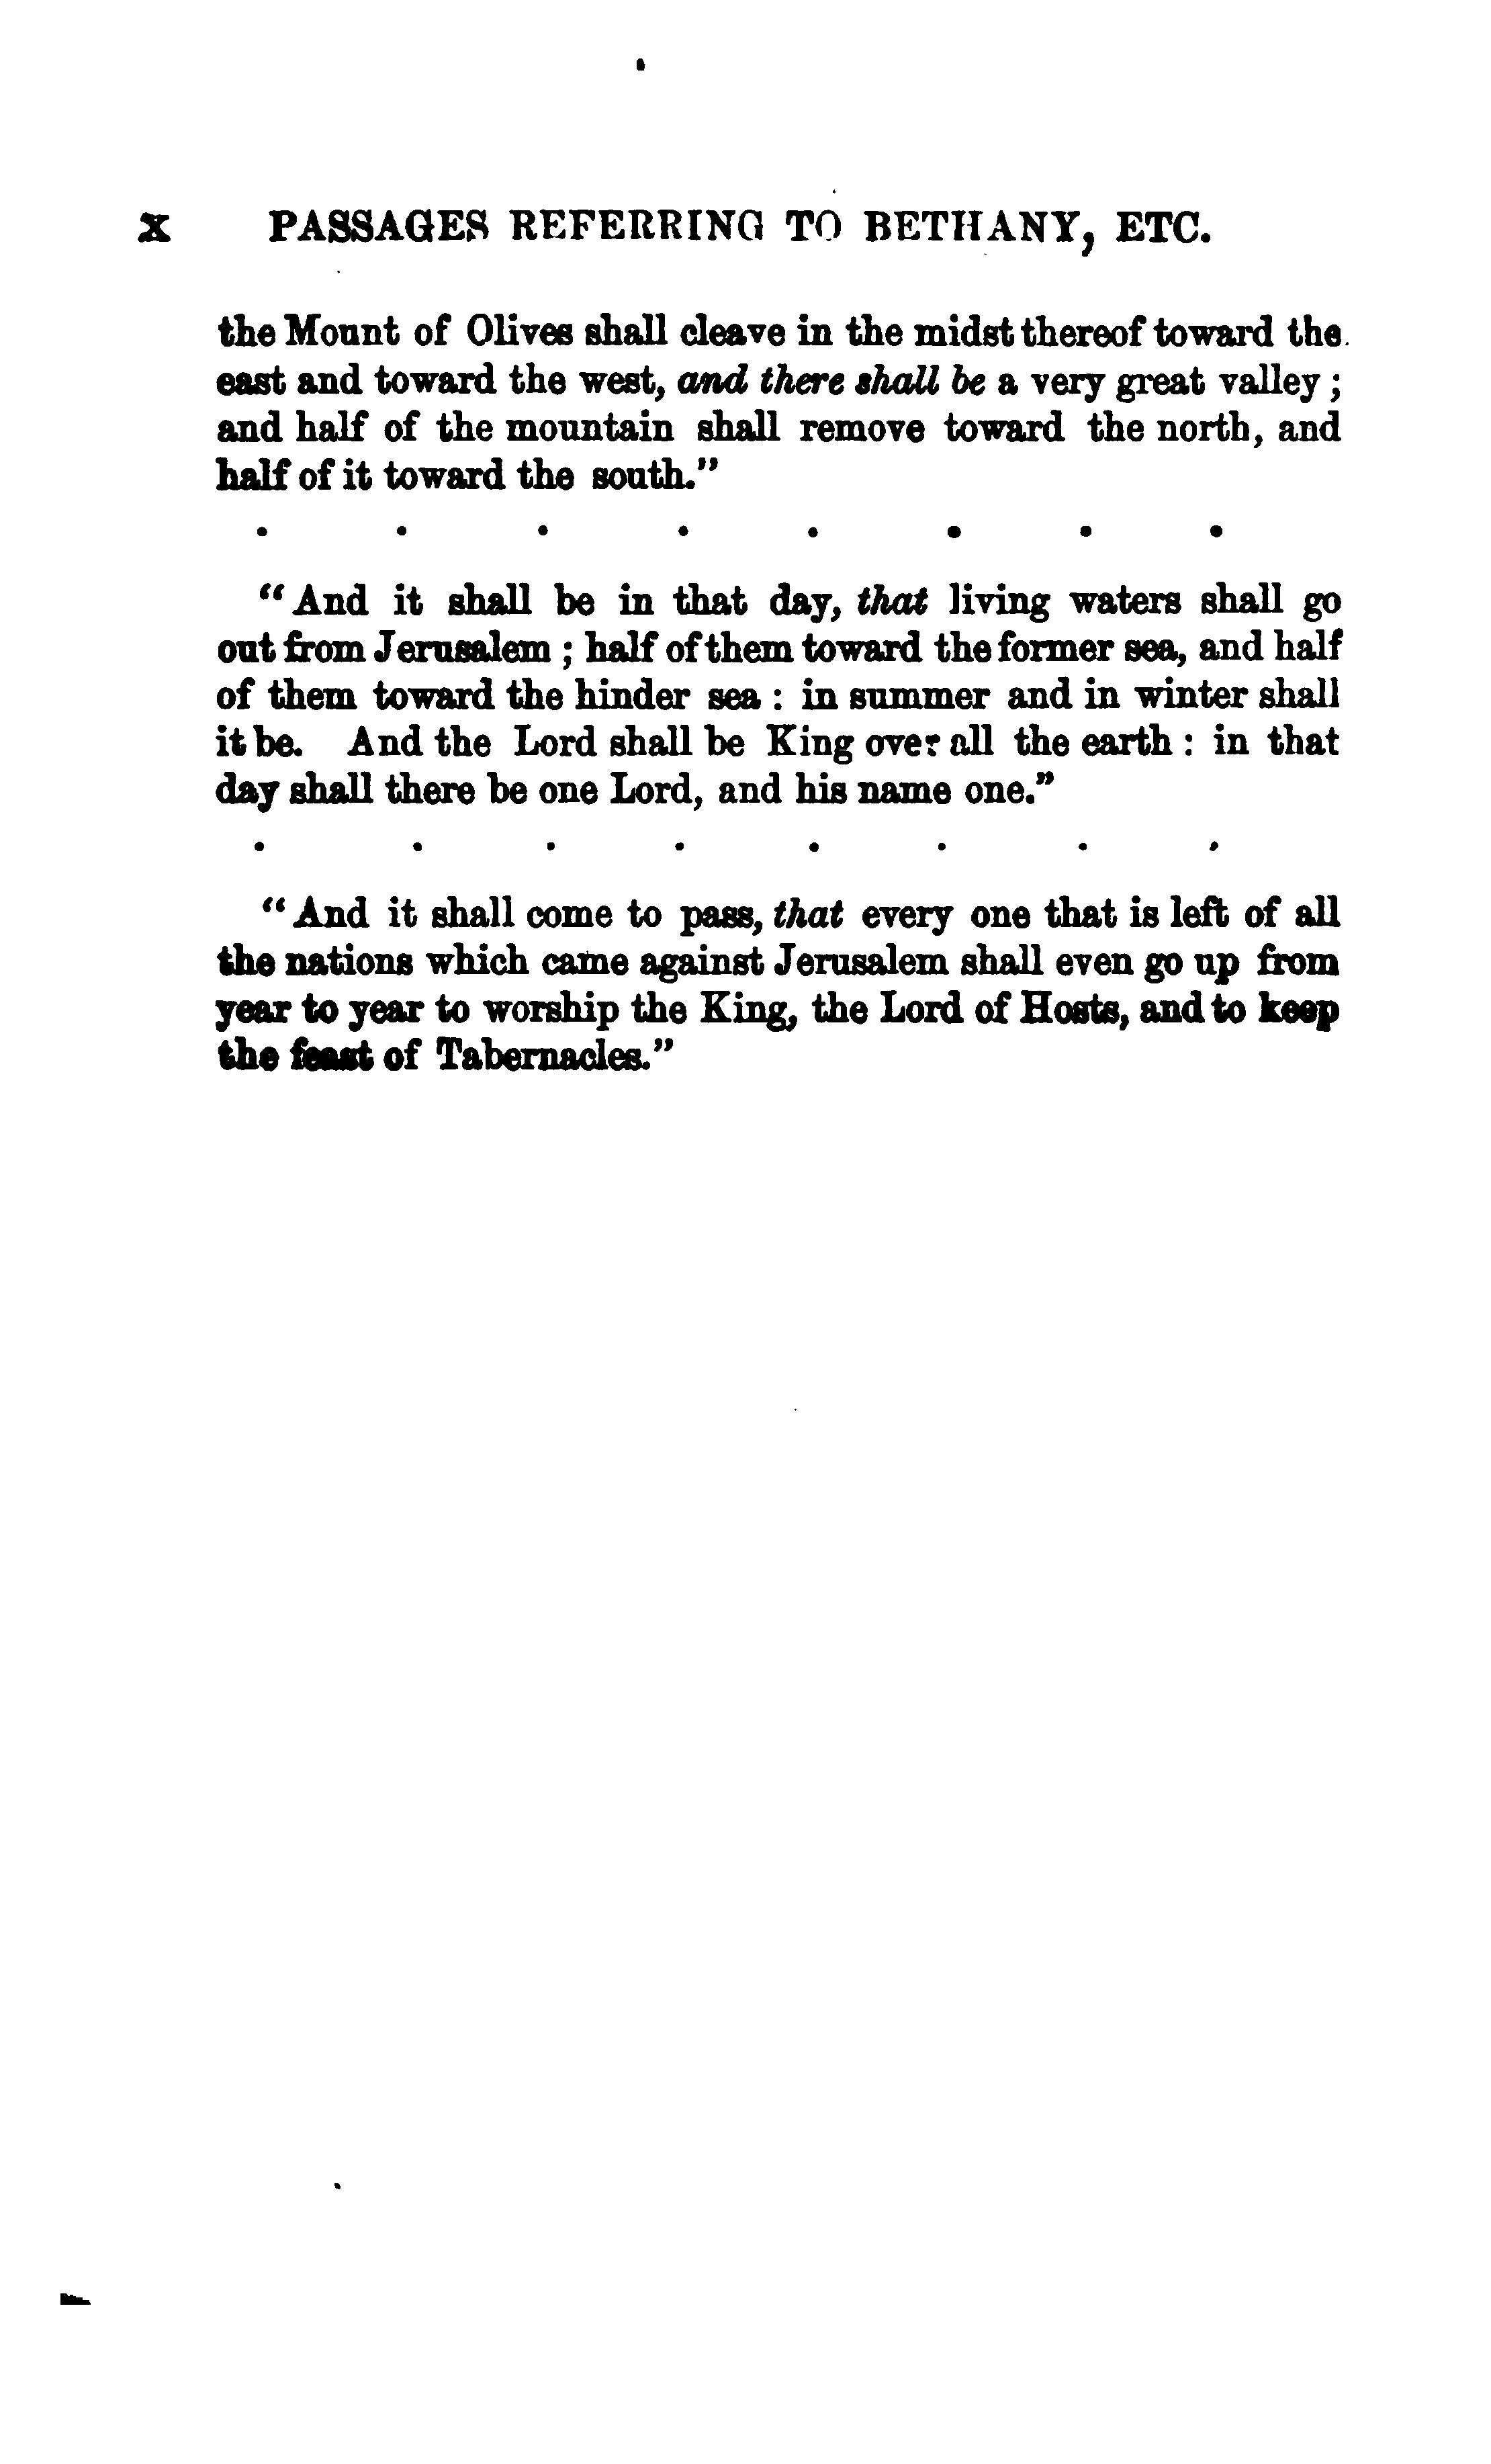 x PASSAGES REFERRING TO BETHANY, ETC.
the Mount of Olives shall cleave in the midst thereof toward the
east and toward the west, and there shall be a very great valley ;
and half of the mountain shall remove toward the north, and
half of it toward the south."
. . . . . . . .
"And it shall be in that day, that living waters shall go
out from Jerusalem ; half of them toward the former sea, and half
of them toward the hinder sea : in summer and in winter shall
it be. And the Lord shall be King over all the earth : in that
day shall there be one Lord, and his name one."
. . . . . . . .
"And it shall come to pass, that every one that is left of all
the nations which came against Jerusalem shall even go up from
year to year to worship the King, the Lord of Hosts, and to keep
the feast of Tabernacles."